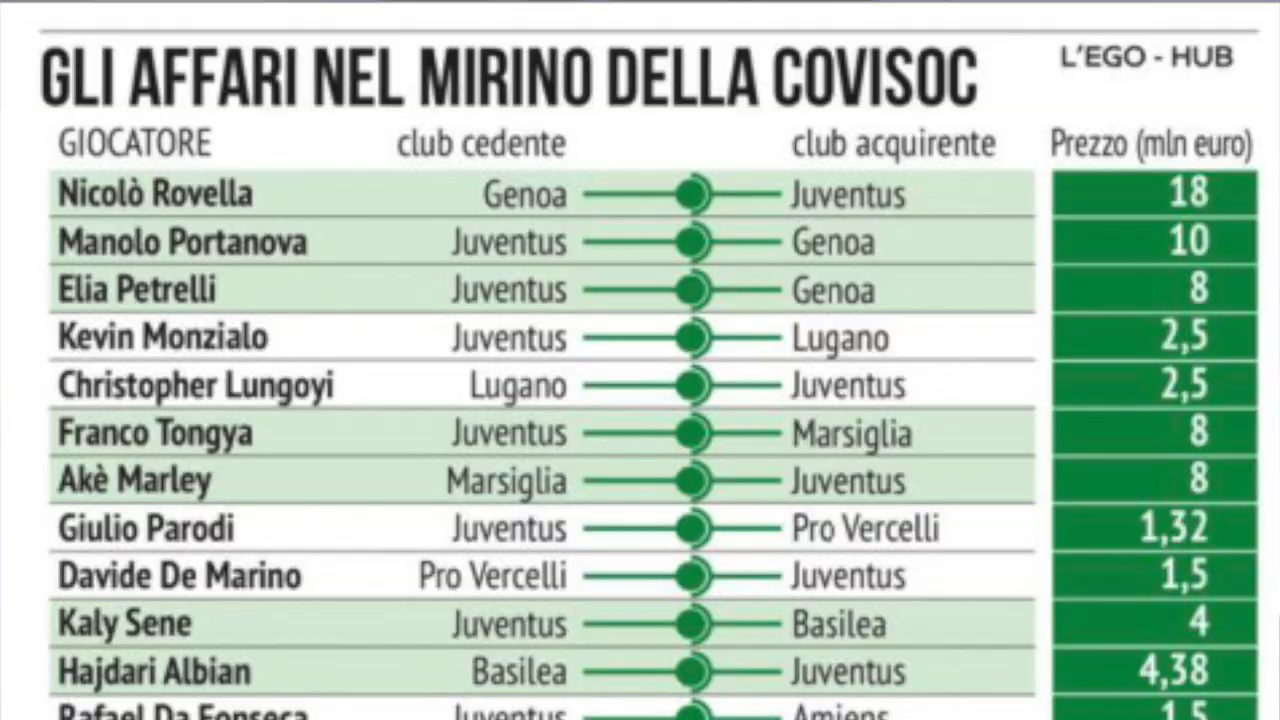 GLI AFFARI NEL MIRINO DELLA COVISOC L'EGO - HUB
GIOCATORE club cedente club acquirente Prezzo (mln euro)
Nicolò Rovella Genoa Juventus 18
Manolo Portanova Juventus Genoa 10
Elia Petrelli Juventus Genoa 8
Kevin Monzialo Juventus Lugano 2,5
Christopher Lungoyi Lugano Juventus 2,5
Franco Tongya Juventus Marsiglia 8
Akè Marley Marsiglia Juventus 8
Giulio Parodi Juventus Pro Vercelli 1,32
Davide De Marino Pro Vercelli Juventus 1,5
Kaly Sene Juventus Basilea 4
Hajdari Albian Basilea Juventus 4,38
Rafael Da Fonseca Juventus Amiens 1,5